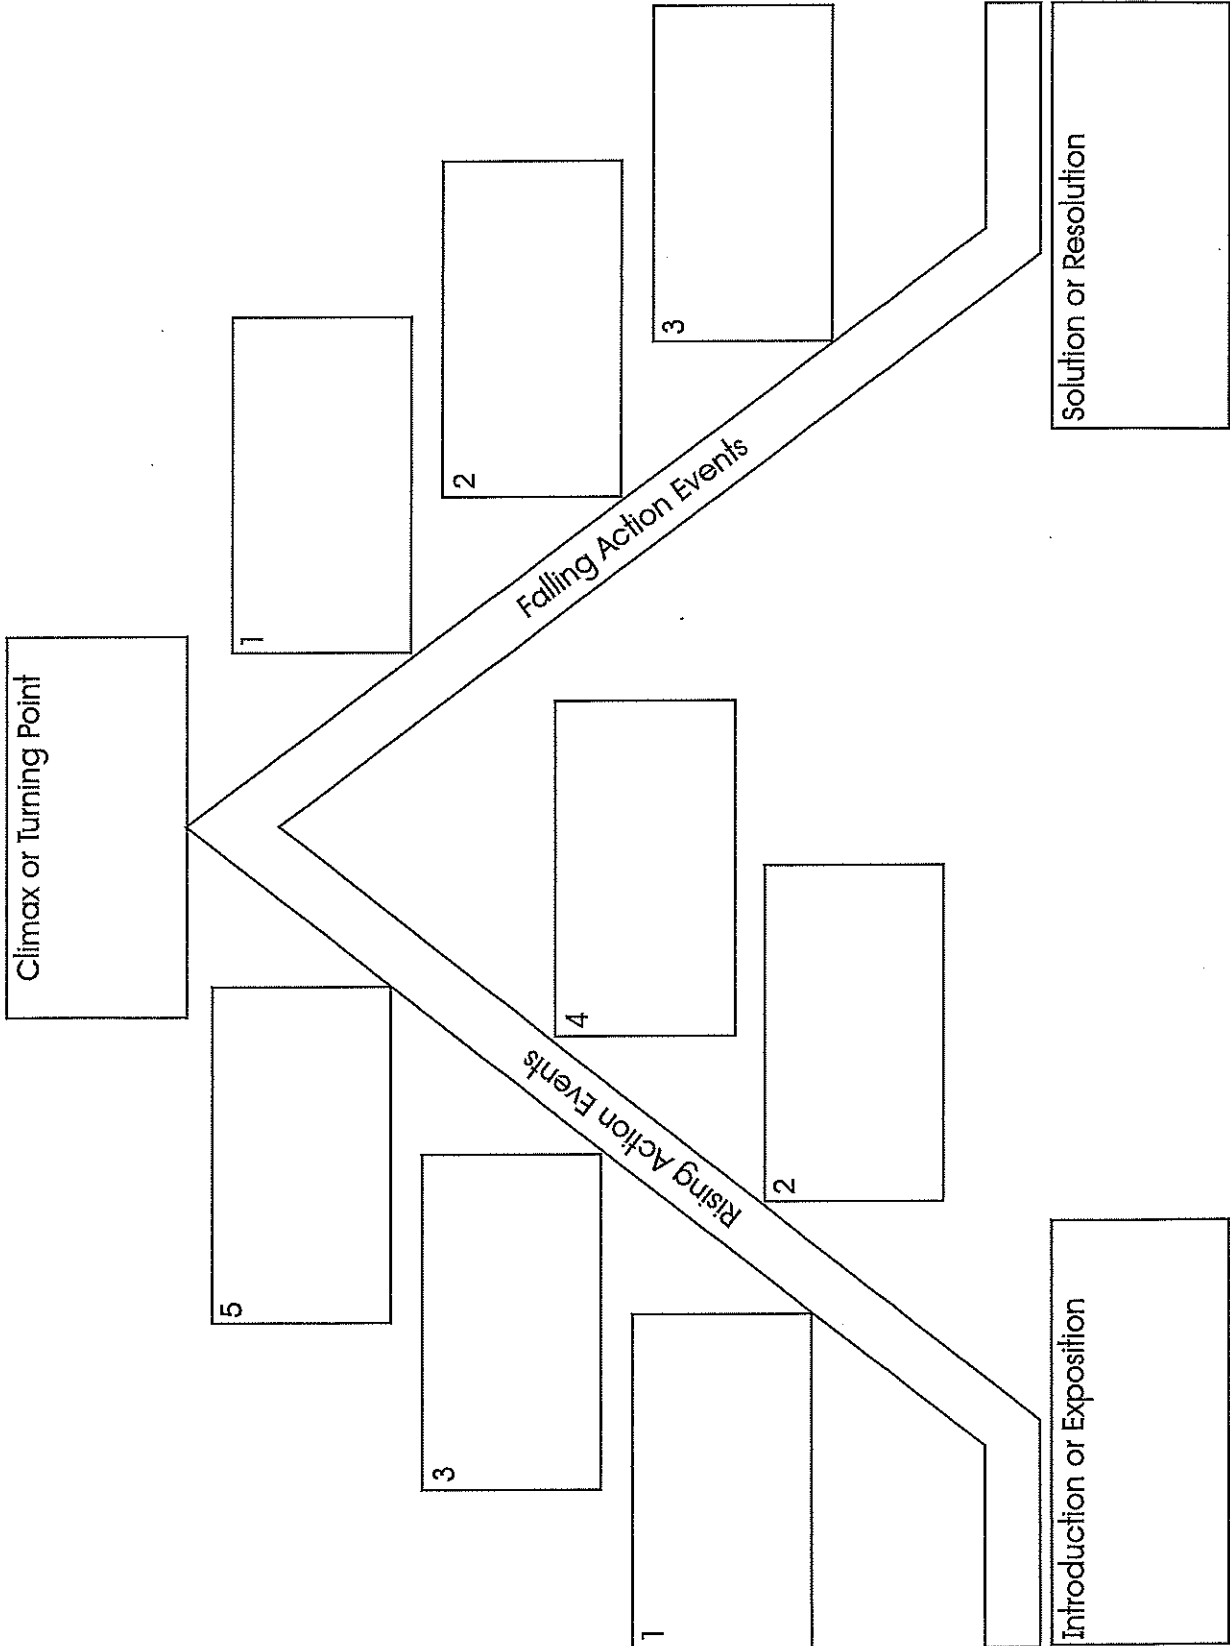 Climax or Turning Point
5
3
1
4
2
Rising Action Events
1
2
3
Falling Action Events
Introduction or Exposition
Solution or Resolution